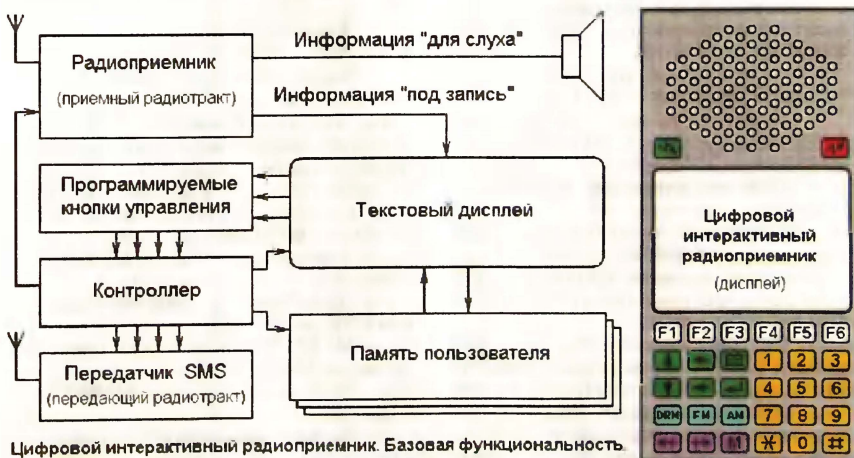 Радиоприемник
(приемный радиотракт)
Информация "для слуха"
Информация "под запись"
Программируемые
кнопки управления
Текстовый дисплей
Контроллер
Память пользователя
Передатчик SMS
(передающий радиотракт)
Цифровой
интерактивный
радиоприемник
(дисплей)
F1 F2 F3 F4 F5 F6
1 2 3
4 5 6
DRM FM AM 7 8 9
* 0 #
Цифровой интерактивный радиоприемник. Базовая функциональность